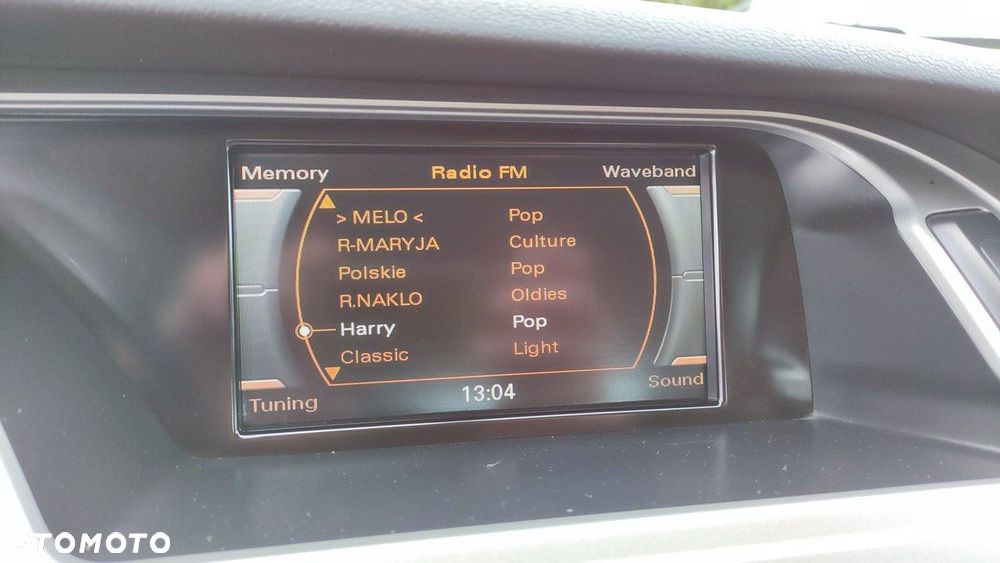 Memory Radio FM Waveband
> MELO < Pop
R-MARYJA Culture
Polskie Pop
R.NAKLO Oldies
Harry Pop
Classic Light
Tuning 13:04 Sound
OTOMOTO